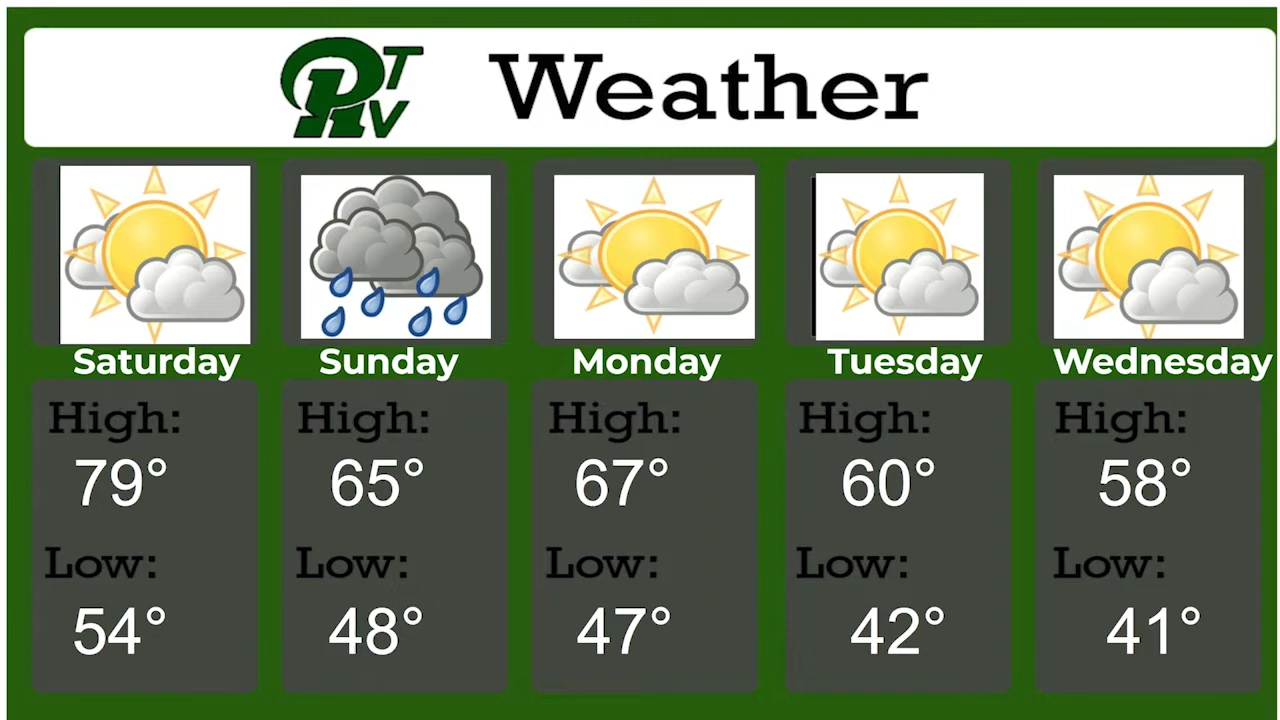 PTV Weather
Saturday Sunday Monday Tuesday Wednesday
High: High: High: High: High:
79° 65° 67° 60° 58°
Low: Low: Low: Low: Low:
54° 48° 47° 42° 41°